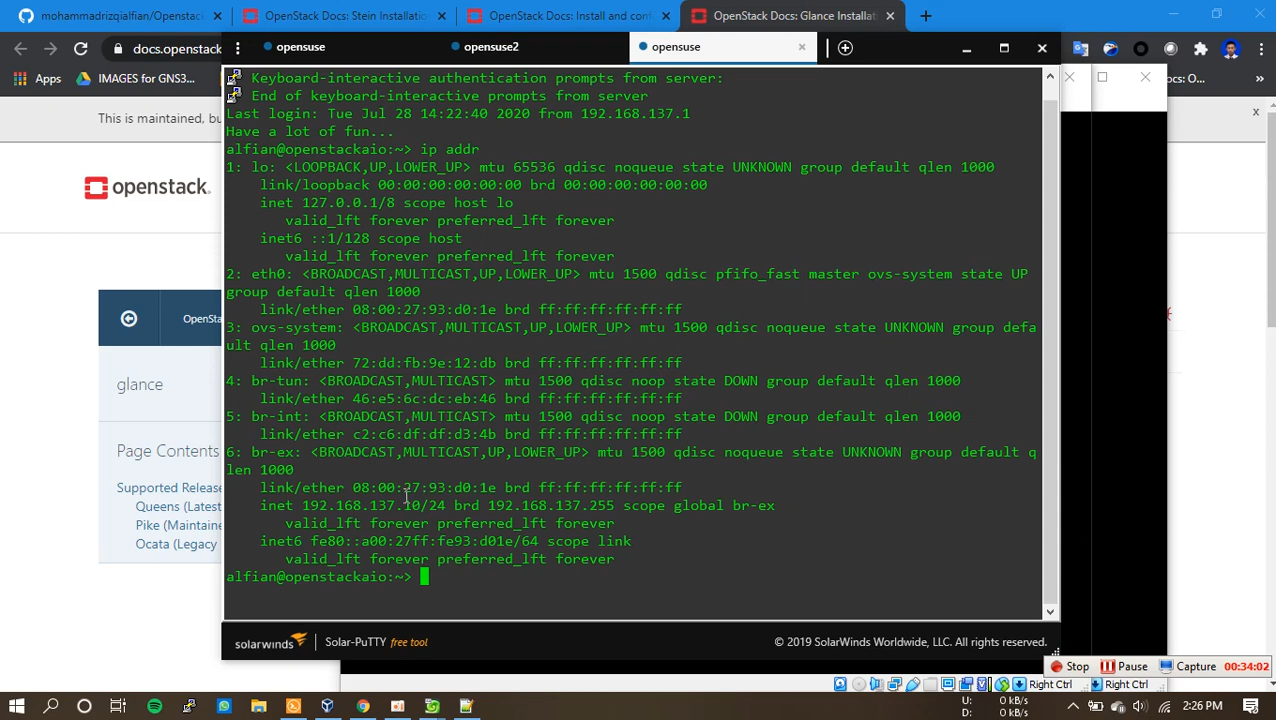 mohammadrizqialfian/Openstack
OpenStack Docs: Stein Installatio
OpenStack Docs: Install and conf
OpenStack Docs: Glance Installati
opensuse
opensuse2
opensuse
docs.openstack
Apps
IMAGES for GNS3...
Docs: O...
This is maintained, bu
openstack.
OpenSta
glance
Page Contents
Supported Release
Queens (Latest
Pike (Maintaine
Ocata (Legacy
Keyboard-interactive authentication prompts from server:
End of keyboard-interactive prompts from server
Last login: Tue Jul 28 14:22:40 2020 from 192.168.137.1
Have a lot of fun...
alfian@openstackaio:~> ip addr
1: lo: <LOOPBACK,UP,LOWER_UP> mtu 65536 qdisc noqueue state UNKNOWN group default qlen 1000
link/loopback 00:00:00:00:00:00 brd 00:00:00:00:00:00
inet 127.0.0.1/8 scope host lo
valid_lft forever preferred_lft forever
inet6 ::1/128 scope host
valid_lft forever preferred_lft forever
2: eth0: <BROADCAST,MULTICAST,UP,LOWER_UP> mtu 1500 qdisc pfifo_fast master ovs-system state UP
group default qlen 1000
link/ether 08:00:27:93:d0:1e brd ff:ff:ff:ff:ff:ff
3: ovs-system: <BROADCAST,MULTICAST,UP,LOWER_UP> mtu 1500 qdisc noqueue state UNKNOWN group defa
ult qlen 1000
link/ether 72:dd:fb:9e:12:db brd ff:ff:ff:ff:ff:ff
4: br-tun: <BROADCAST,MULTICAST> mtu 1500 qdisc noop state DOWN group default qlen 1000
link/ether 46:e5:6c:dc:eb:46 brd ff:ff:ff:ff:ff:ff
5: br-int: <BROADCAST,MULTICAST> mtu 1500 qdisc noop state DOWN group default qlen 1000
link/ether c2:c6:df:df:d3:4b brd ff:ff:ff:ff:ff:ff
6: br-ex: <BROADCAST,MULTICAST,UP,LOWER_UP> mtu 1500 qdisc noqueue state UNKNOWN group default q
len 1000
link/ether 08:00:27:93:d0:1e brd ff:ff:ff:ff:ff:ff
inet 192.168.137.10/24 brd 192.168.137.255 scope global br-ex
valid_lft forever preferred_lft forever
inet6 fe80::a00:27ff:fe93:d01e/64 scope link
valid_lft forever preferred_lft forever
alfian@openstackaio:~>
solarwinds
Solar-PuTTY free tool
© 2019 SolarWinds Worldwide, LLC. All rights reserved.
Stop
Pause
Capture
00:34:02
Right Ctrl
Right Ctrl
U: 0 kB/s
D: 0 kB/s
2:26 PM